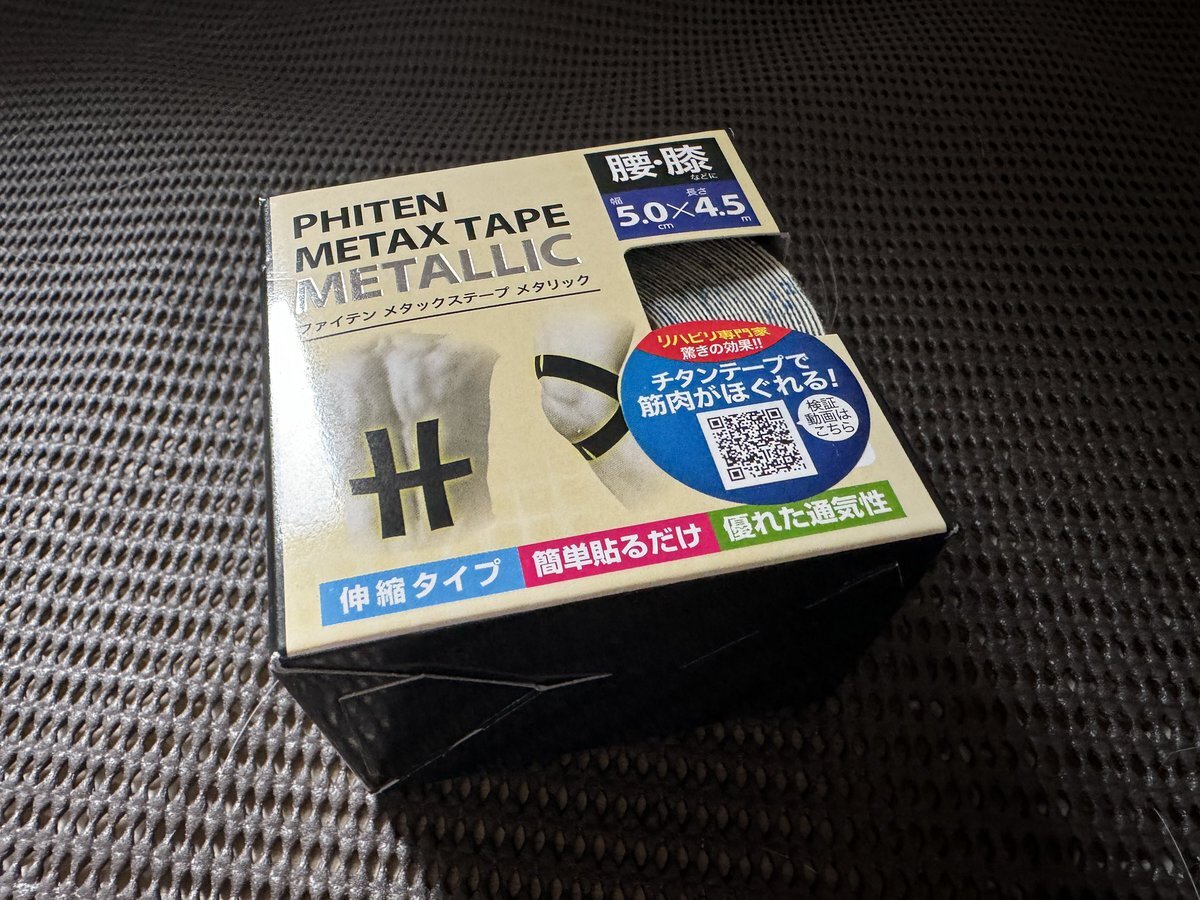 PHITEN
METAX TAPE
METALLIC
ファイテン メタックステープ メタリック
腰・膝
などに
幅 長さ
5.0×4.5
cm m
リハビリ専門家
驚きの効果!!
チタンテープで
筋肉がほぐれる!
検証
動画は
こちら
伸縮タイプ
簡単貼るだけ
優れた通気性